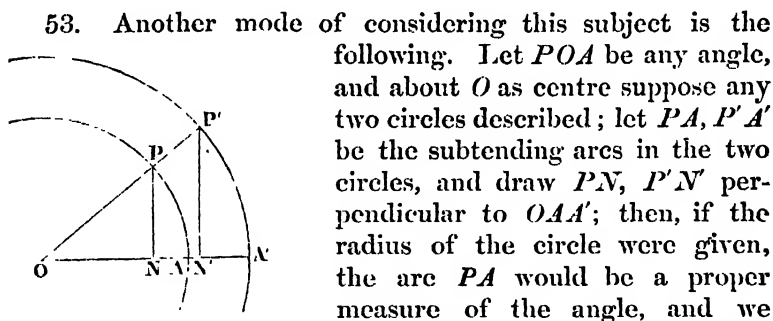 53. Another mode of considering this subject is the
following. Let POA be any angle,
and about O as centre suppose any
two circles described; let PA, P'A'
be the subtending arcs in the two
circles, and draw PN, P'N' per-
pendicular to OAA'; then, if the
radius of the circle were given,
the arc PA would be a proper
measure of the angle, and we
P'
P
O N A N' A'